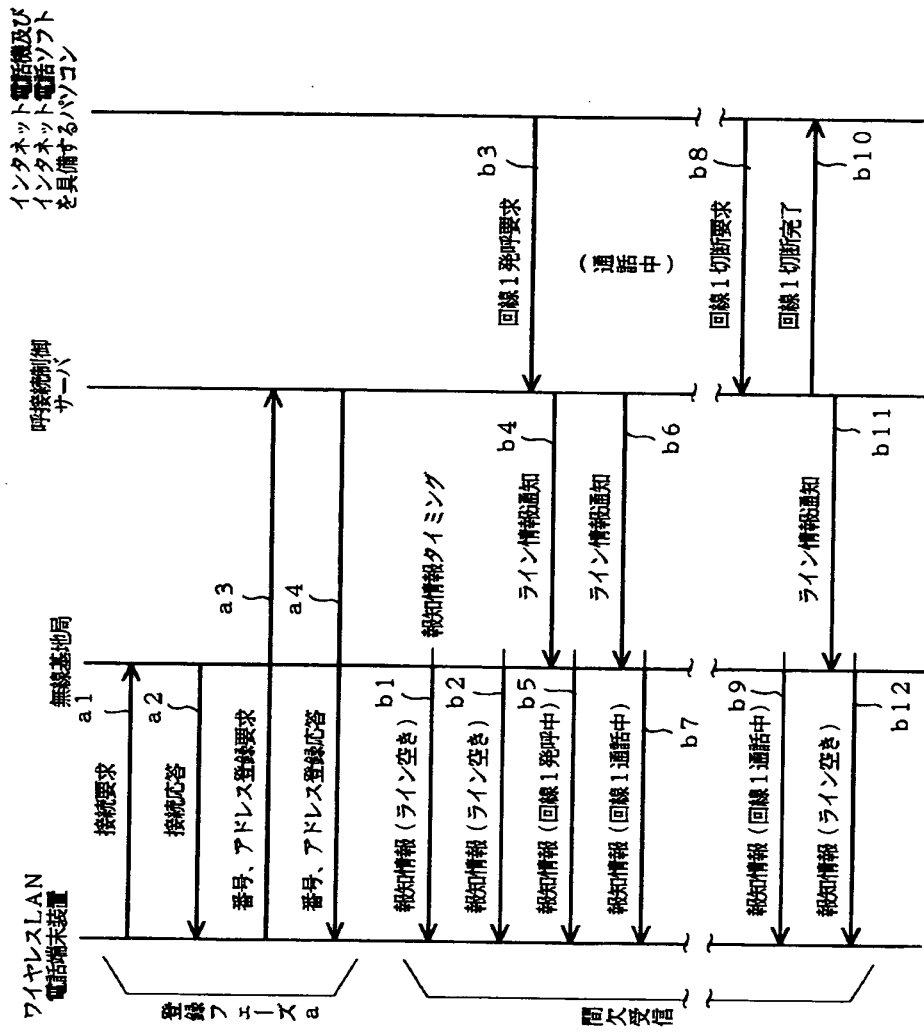 ワイヤレスLAN
電話端末装置
無線基地局
呼接続制御
サーバ
インタネット電話機及び
インタネット電話ソフト
を具備するパソコン
登録フェーズa
接続要求
a1
接続応答
a2
番号、アドレス登録要求
a3
番号、アドレス登録応答
a4
間欠受信
報知情報タイミング
報知情報(ライン空き)
b1
報知情報(ライン空き)
b2
回線1発呼要求
b3
ライン情報通知
b4
報知情報(回線1発呼中)
b5
(通話中)
ライン情報通知
b6
報知情報(回線1通話中)
b7
回線1切断要求
b8
報知情報(回線1通話中)
b9
回線1切断完了
b10
ライン情報通知
b11
報知情報(ライン空き)
b12